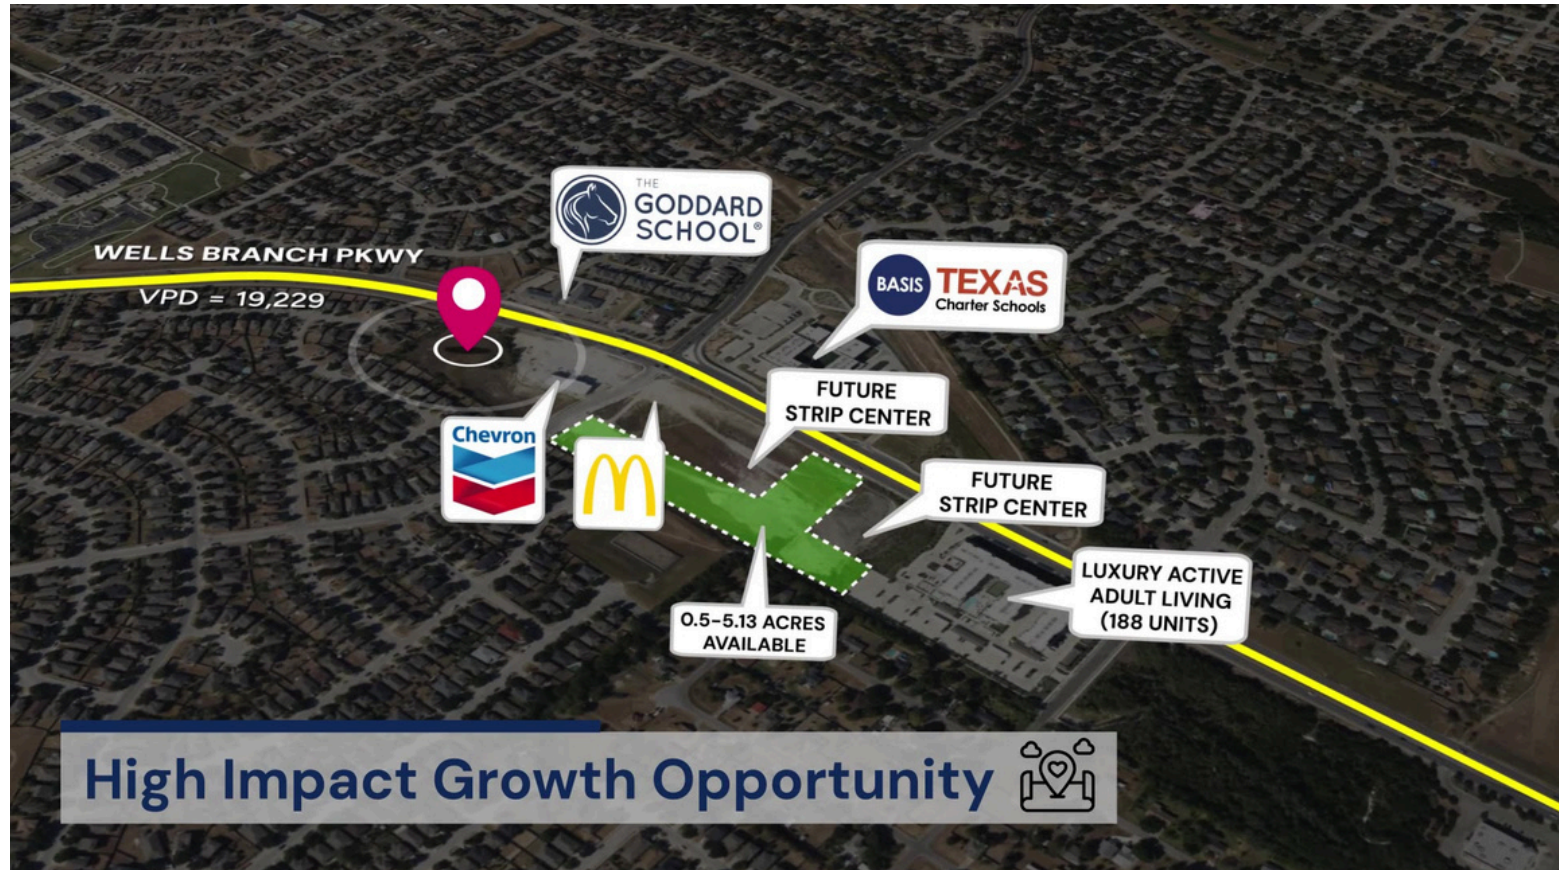 THE
GODDARD
SCHOOL®
WELLS BRANCH PKWY
VPD = 19,229
BASIS
TEXAS
Charter Schools
FUTURE
STRIP CENTER
Chevron
FUTURE
STRIP CENTER
LUXURY ACTIVE
ADULT LIVING
(188 UNITS)
0.5-5.13 ACRES
AVAILABLE
High Impact Growth Opportunity